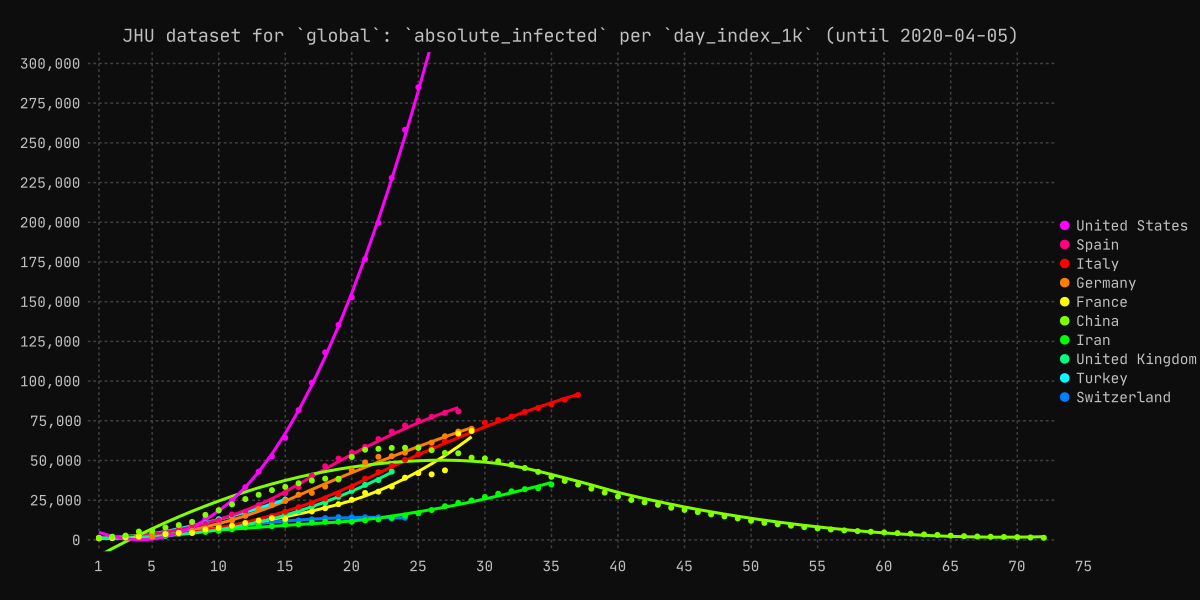 JHU dataset for `global`: `absolute_infected` per `day_index_1k` (until 2020-04-05)
300,000
275,000
250,000
225,000
200,000
175,000
150,000
125,000
100,000
75,000
50,000
25,000
0
1 5 10 15 20 25 30 35 40 45 50 55 60 65 70 75
United States
Spain
Italy
Germany
France
China
Iran
United Kingdom
Turkey
Switzerland